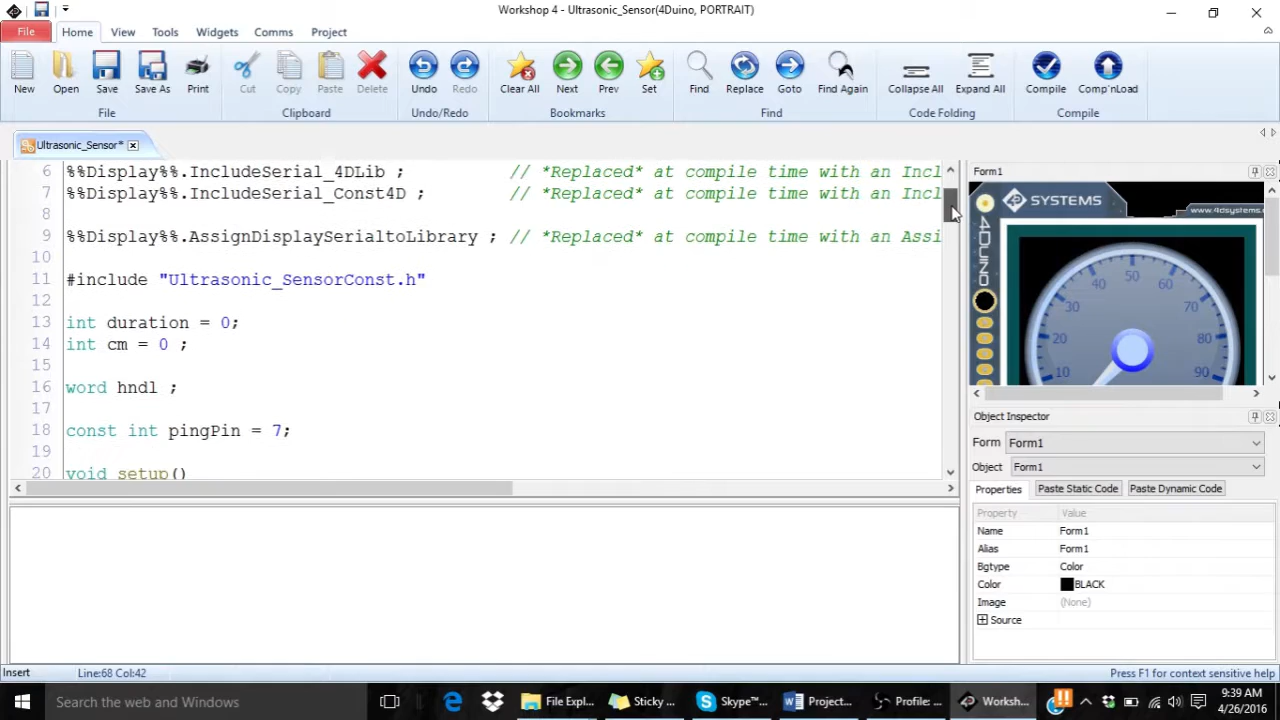 Workshop 4 - Ultrasonic_Sensor(4Duino, PORTRAIT)
File Home View Tools Widgets Comms Project
New Open Save Save As Print Cut Copy Paste Delete Undo Redo Clear All Next Prev Set Find Replace Goto Find Again Collapse All Expand All Compile Comp'nLoad
File Clipboard Undo/Redo Bookmarks Find Code Folding Compile
Ultrasonic_Sensor*
6 %%Display%%.IncludeSerial_4DLib ; // *Replaced* at compile time with an Incl
7 %%Display%%.IncludeSerial_Const4D ; // *Replaced* at compile time with an Incl
8
9 %%Display%%.AssignDisplaySerialtoLibrary ; // *Replaced* at compile time with an Assi
10
11 #include "Ultrasonic_SensorConst.h"
12
13 int duration = 0;
14 int cm = 0 ;
15
16 word hndl ;
17
18 const int pingPin = 7;
19
20 void setup()
Form1
4D SYSTEMS
www.4dsystems.
4DUINO
10 20 30 40 50 60 70 80 90
Object Inspector
Form Form1
Object Form1
Properties Paste Static Code Paste Dynamic Code
Property Value
Name Form1
Alias Form1
Bgtype Color
Color BLACK
Image (None)
Source
Insert Line:68 Col:42 Press F1 for context sensitive help
Search the web and Windows
File Expl... Sticky ... Skype™... Project... Profile: ... Worksh...
9:39 AM
4/26/2016